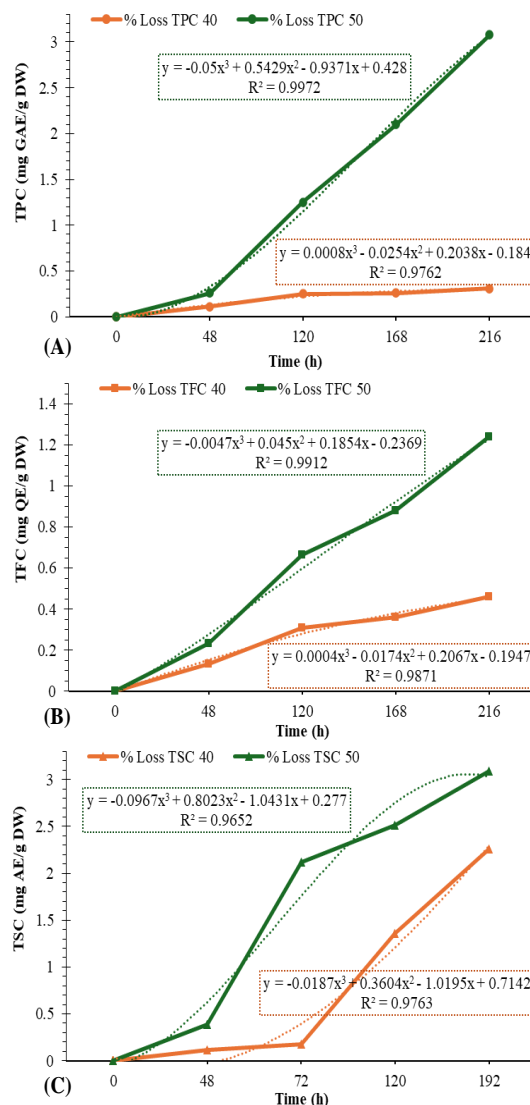 % Loss TPC 40 % Loss TPC 50
3
2.5
2
1.5
1
0.5
0
TPC (mg GAE/g DW)
y = -0.05x³ + 0.5429x² - 0.9371x + 0.428
R² = 0.9972
y = 0.0008x³ - 0.0254x² + 0.2038x - 0.184
R² = 0.9762
0 48 120 168 216
(A) Time (h)
% Loss TFC 40 % Loss TFC 50
1.4
1.2
1
0.8
0.6
0.4
0.2
0
TFC (mg QE/g DW)
y = -0.0047x³ + 0.045x² + 0.1854x - 0.2369
R² = 0.9912
y = 0.0004x³ - 0.0174x² + 0.2067x - 0.1947
R² = 0.9871
0 48 120 168 216
(B) Time (h)
% Loss TSC 40 % Loss TSC 50
3
2.5
2
1.5
1
0.5
0
TSC (mg AE/g DW)
y = -0.0967x³ + 0.8023x² - 1.0431x + 0.277
R² = 0.9652
y = -0.0187x³ + 0.3604x² - 1.0195x + 0.7142
R² = 0.9763
0 48 72 120 192
(C) Time (h)